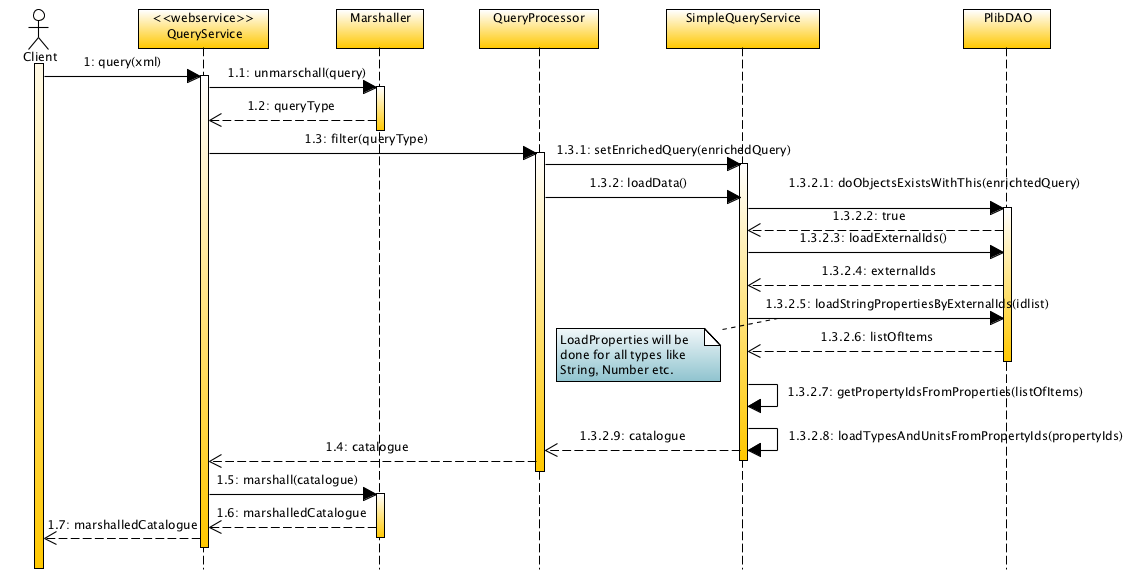 <<webservice>>
QueryService
Marshaller
QueryProcessor
SimpleQueryService
PlibDAO
Client
1: query(xml)
1.1: unmarschall(query)
1.2: queryType
1.3: filter(queryType)
1.3.1: setEnrichedQuery(enrichedQuery)
1.3.2: loadData()
1.3.2.1: doObjectsExistsWithThis(enrichtedQuery)
1.3.2.2: true
1.3.2.3: loadExternalIds()
1.3.2.4: externalIds
1.3.2.5: loadStringPropertiesByExternalIds(idlist)
1.3.2.6: listOfItems
LoadProperties will be
done for all types like
String, Number etc.
1.3.2.7: getPropertyIdsFromProperties(listOfItems)
1.3.2.8: loadTypesAndUnitsFromPropertyIds(propertyIds)
1.3.2.9: catalogue
1.4: catalogue
1.5: marshall(catalogue)
1.6: marshalledCatalogue
1.7: marshalledCatalogue